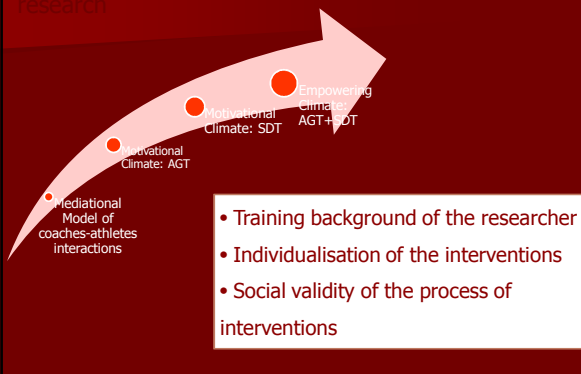 research
Empowering
Climate:
AGT+SDT
Motivational
Climate: SDT
Motivational
Climate: AGT
Mediational
Model of
coaches-athletes
interactions
• Training background of the researcher
• Individualisation of the interventions
• Social validity of the process of
interventions